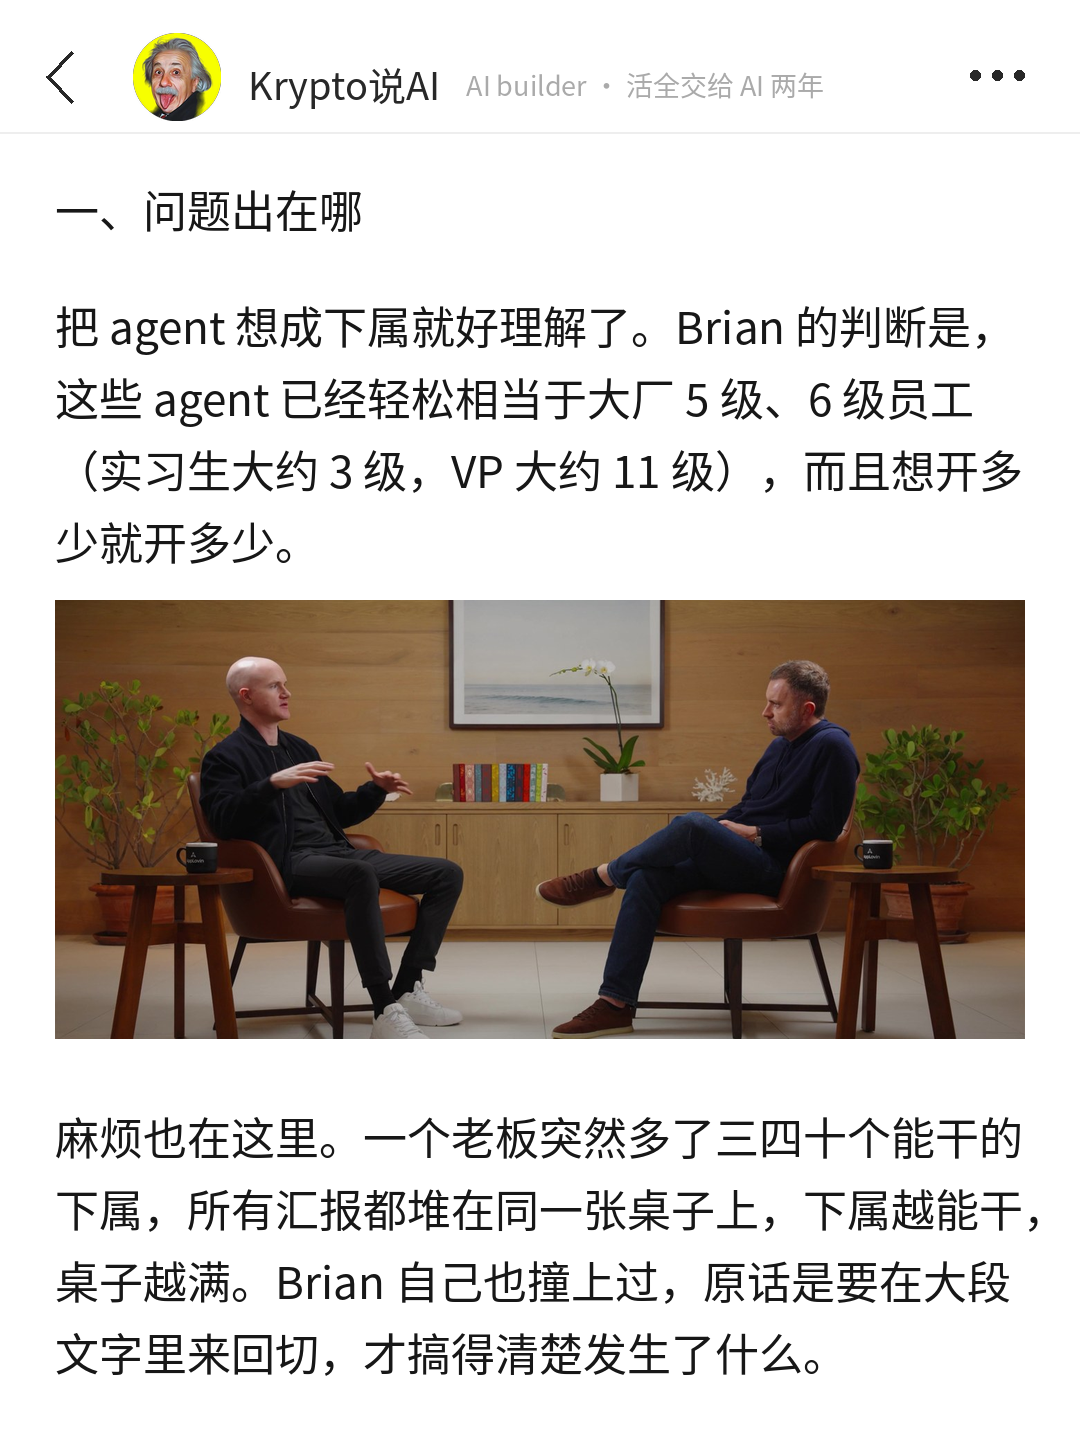 Krypto说AI AI builder · 活全交给 AI 两年
一、问题出在哪
把 agent 想成下属就好理解了。Brian 的判断是，
这些 agent 已经轻松相当于大厂 5 级、6 级员工
（实习生大约 3 级，VP 大约 11 级），而且想开多
少就开多少。
麻烦也在这里。一个老板突然多了三四十个能干的
下属，所有汇报都堆在同一张桌子上，下属越能干，
桌子越满。Brian 自己也撞上过，原话是要在大段
文字里来回切，才搞得清楚发生了什么。